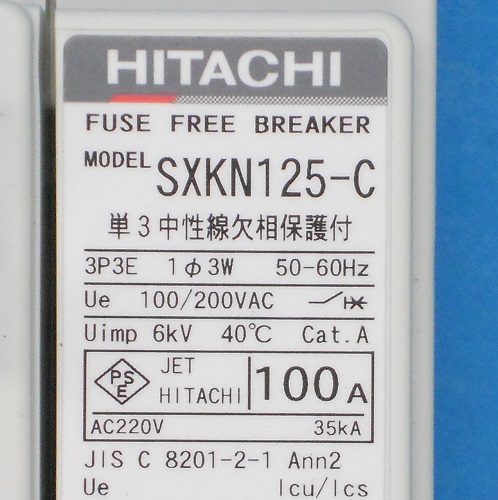 HITACHI
FUSE FREE BREAKER
MODEL SXKN125-C
単3中性線欠相保護付
3P3E 1φ3W 50-60Hz
Ue 100/200VAC
Uimp 6kV 40℃ Cat.A
PS E JET HITACHI 100A
AC220V 35kA
JIS C 8201-2-1 Ann2
Ue Icu/Ics